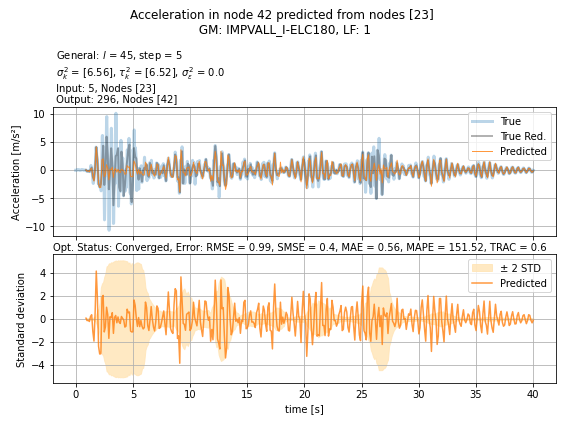 Acceleration in node 42 predicted from nodes [23]
GM: IMPVALL_I-ELC180, LF: 1
General: l = 45, step = 5
σ²ₖ = [6.56], τ²ₖ = [6.52], σ²ε = 0.0
Input: 5, Nodes [23]
Output: 296, Nodes [42]
Acceleration [m/s²]
10
5
0
−5
−10
True
True Red.
Predicted
Opt. Status: Converged, Error: RMSE = 0.99, SMSE = 0.4, MAE = 0.56, MAPE = 151.52, TRAC = 0.6
Standard deviation
4
2
0
−2
−4
± 2 STD
Predicted
0 5 10 15 20 25 30 35 40
time [s]